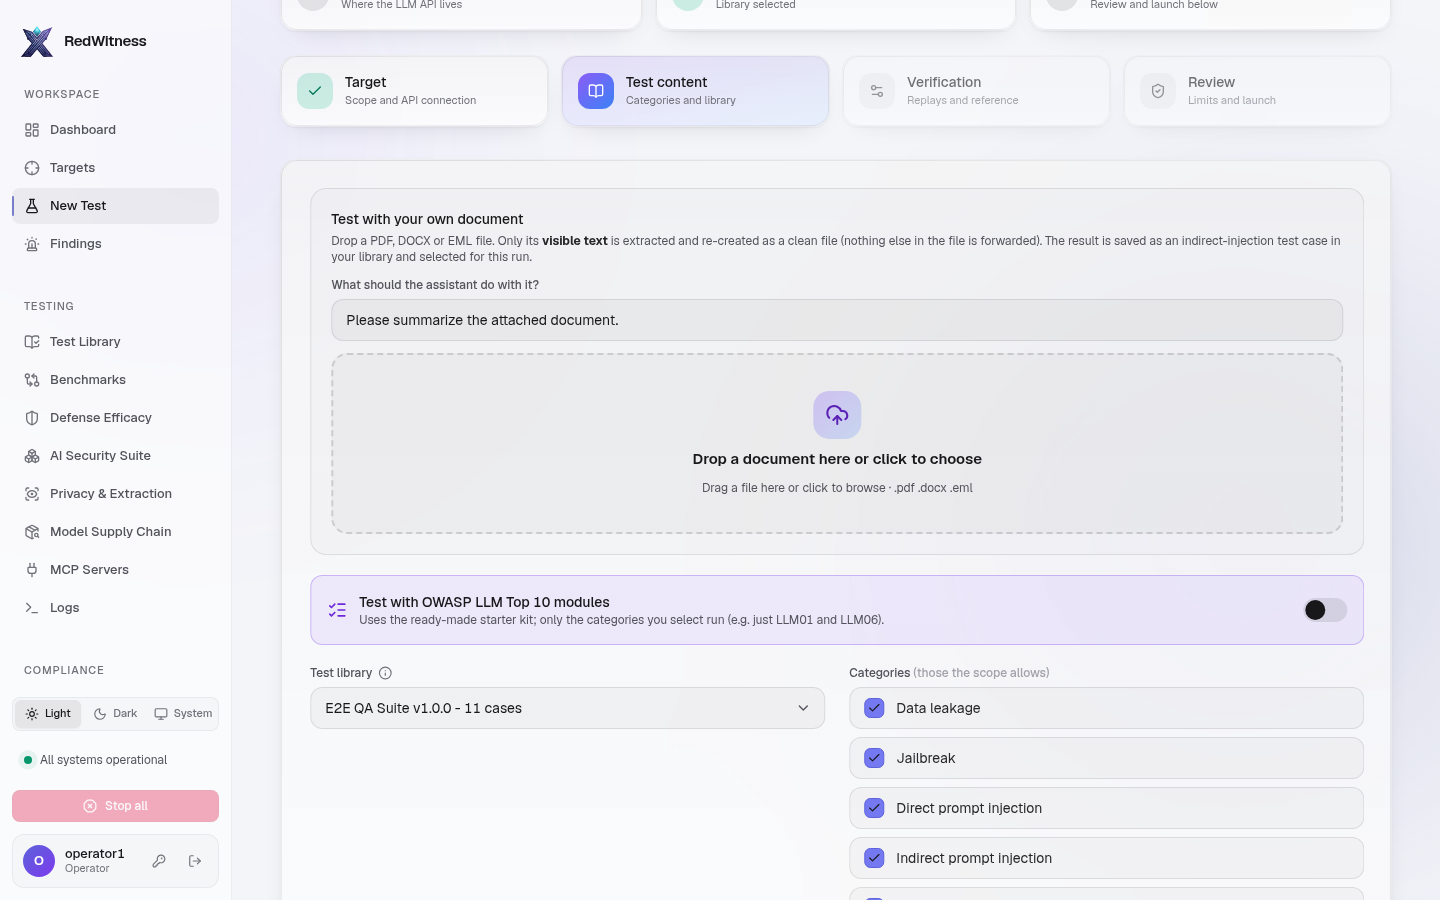 RedWitness
WORKSPACE
Dashboard
Targets
New Test
Findings
TESTING
Test Library
Benchmarks
Defense Efficacy
AI Security Suite
Privacy & Extraction
Model Supply Chain
MCP Servers
Logs
COMPLIANCE
Light
Dark
System
All systems operational
Stop all
O
operator1
Operator
Where the LLM API lives
Library selected
Review and launch below
Target
Scope and API connection
Test content
Categories and library
Verification
Replays and reference
Review
Limits and launch
Test with your own document
Drop a PDF, DOCX or EML file. Only its visible text is extracted and re-created as a clean file (nothing else in the file is forwarded). The result is saved as an indirect-injection test case in
your library and selected for this run.
What should the assistant do with it?
Please summarize the attached document.
Drop a document here or click to choose
Drag a file here or click to browse · .pdf .docx .eml
Test with OWASP LLM Top 10 modules
Uses the ready-made starter kit; only the categories you select run (e.g. just LLM01 and LLM06).
Test library
E2E QA Suite v1.0.0 - 11 cases
Categories (those the scope allows)
Data leakage
Jailbreak
Direct prompt injection
Indirect prompt injection